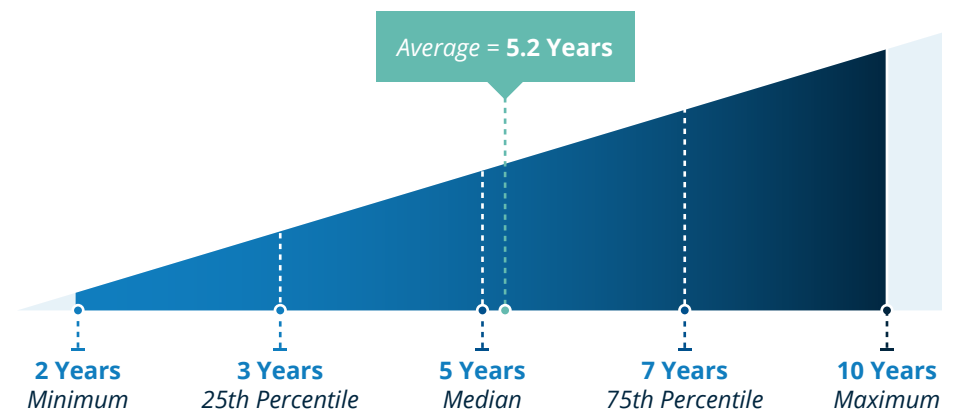 Average = 5.2 Years
2 Years
Minimum
3 Years
25th Percentile
5 Years
Median
7 Years
75th Percentile
10 Years
Maximum